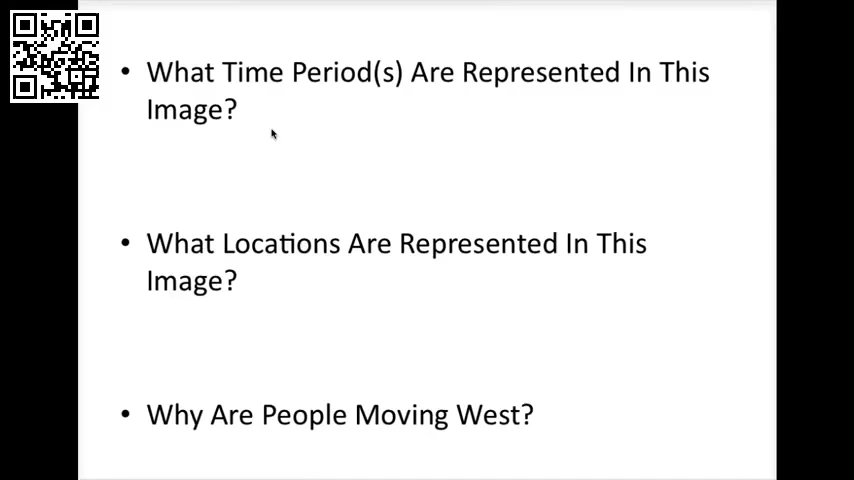 • What Time Period(s) Are Represented In This
Image?
• What Locations Are Represented In This
Image?
• Why Are People Moving West?